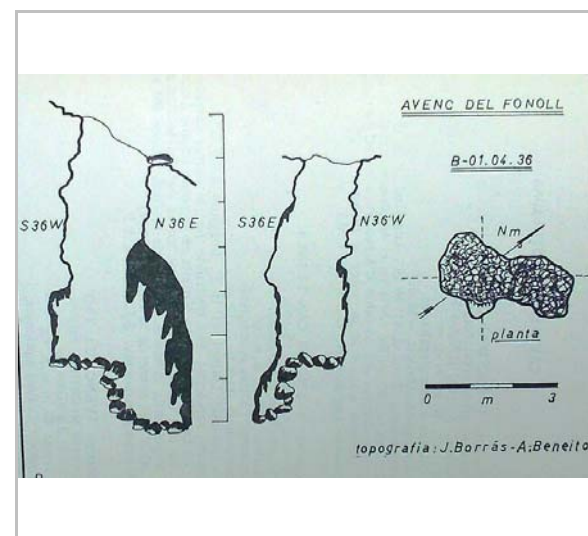 AVENC DEL FONOLL
B-01.04.36
S36W
N36E
S36E
N36W
Nm
planta
0 m 3
topografia: J.Borrás-A.Beneito